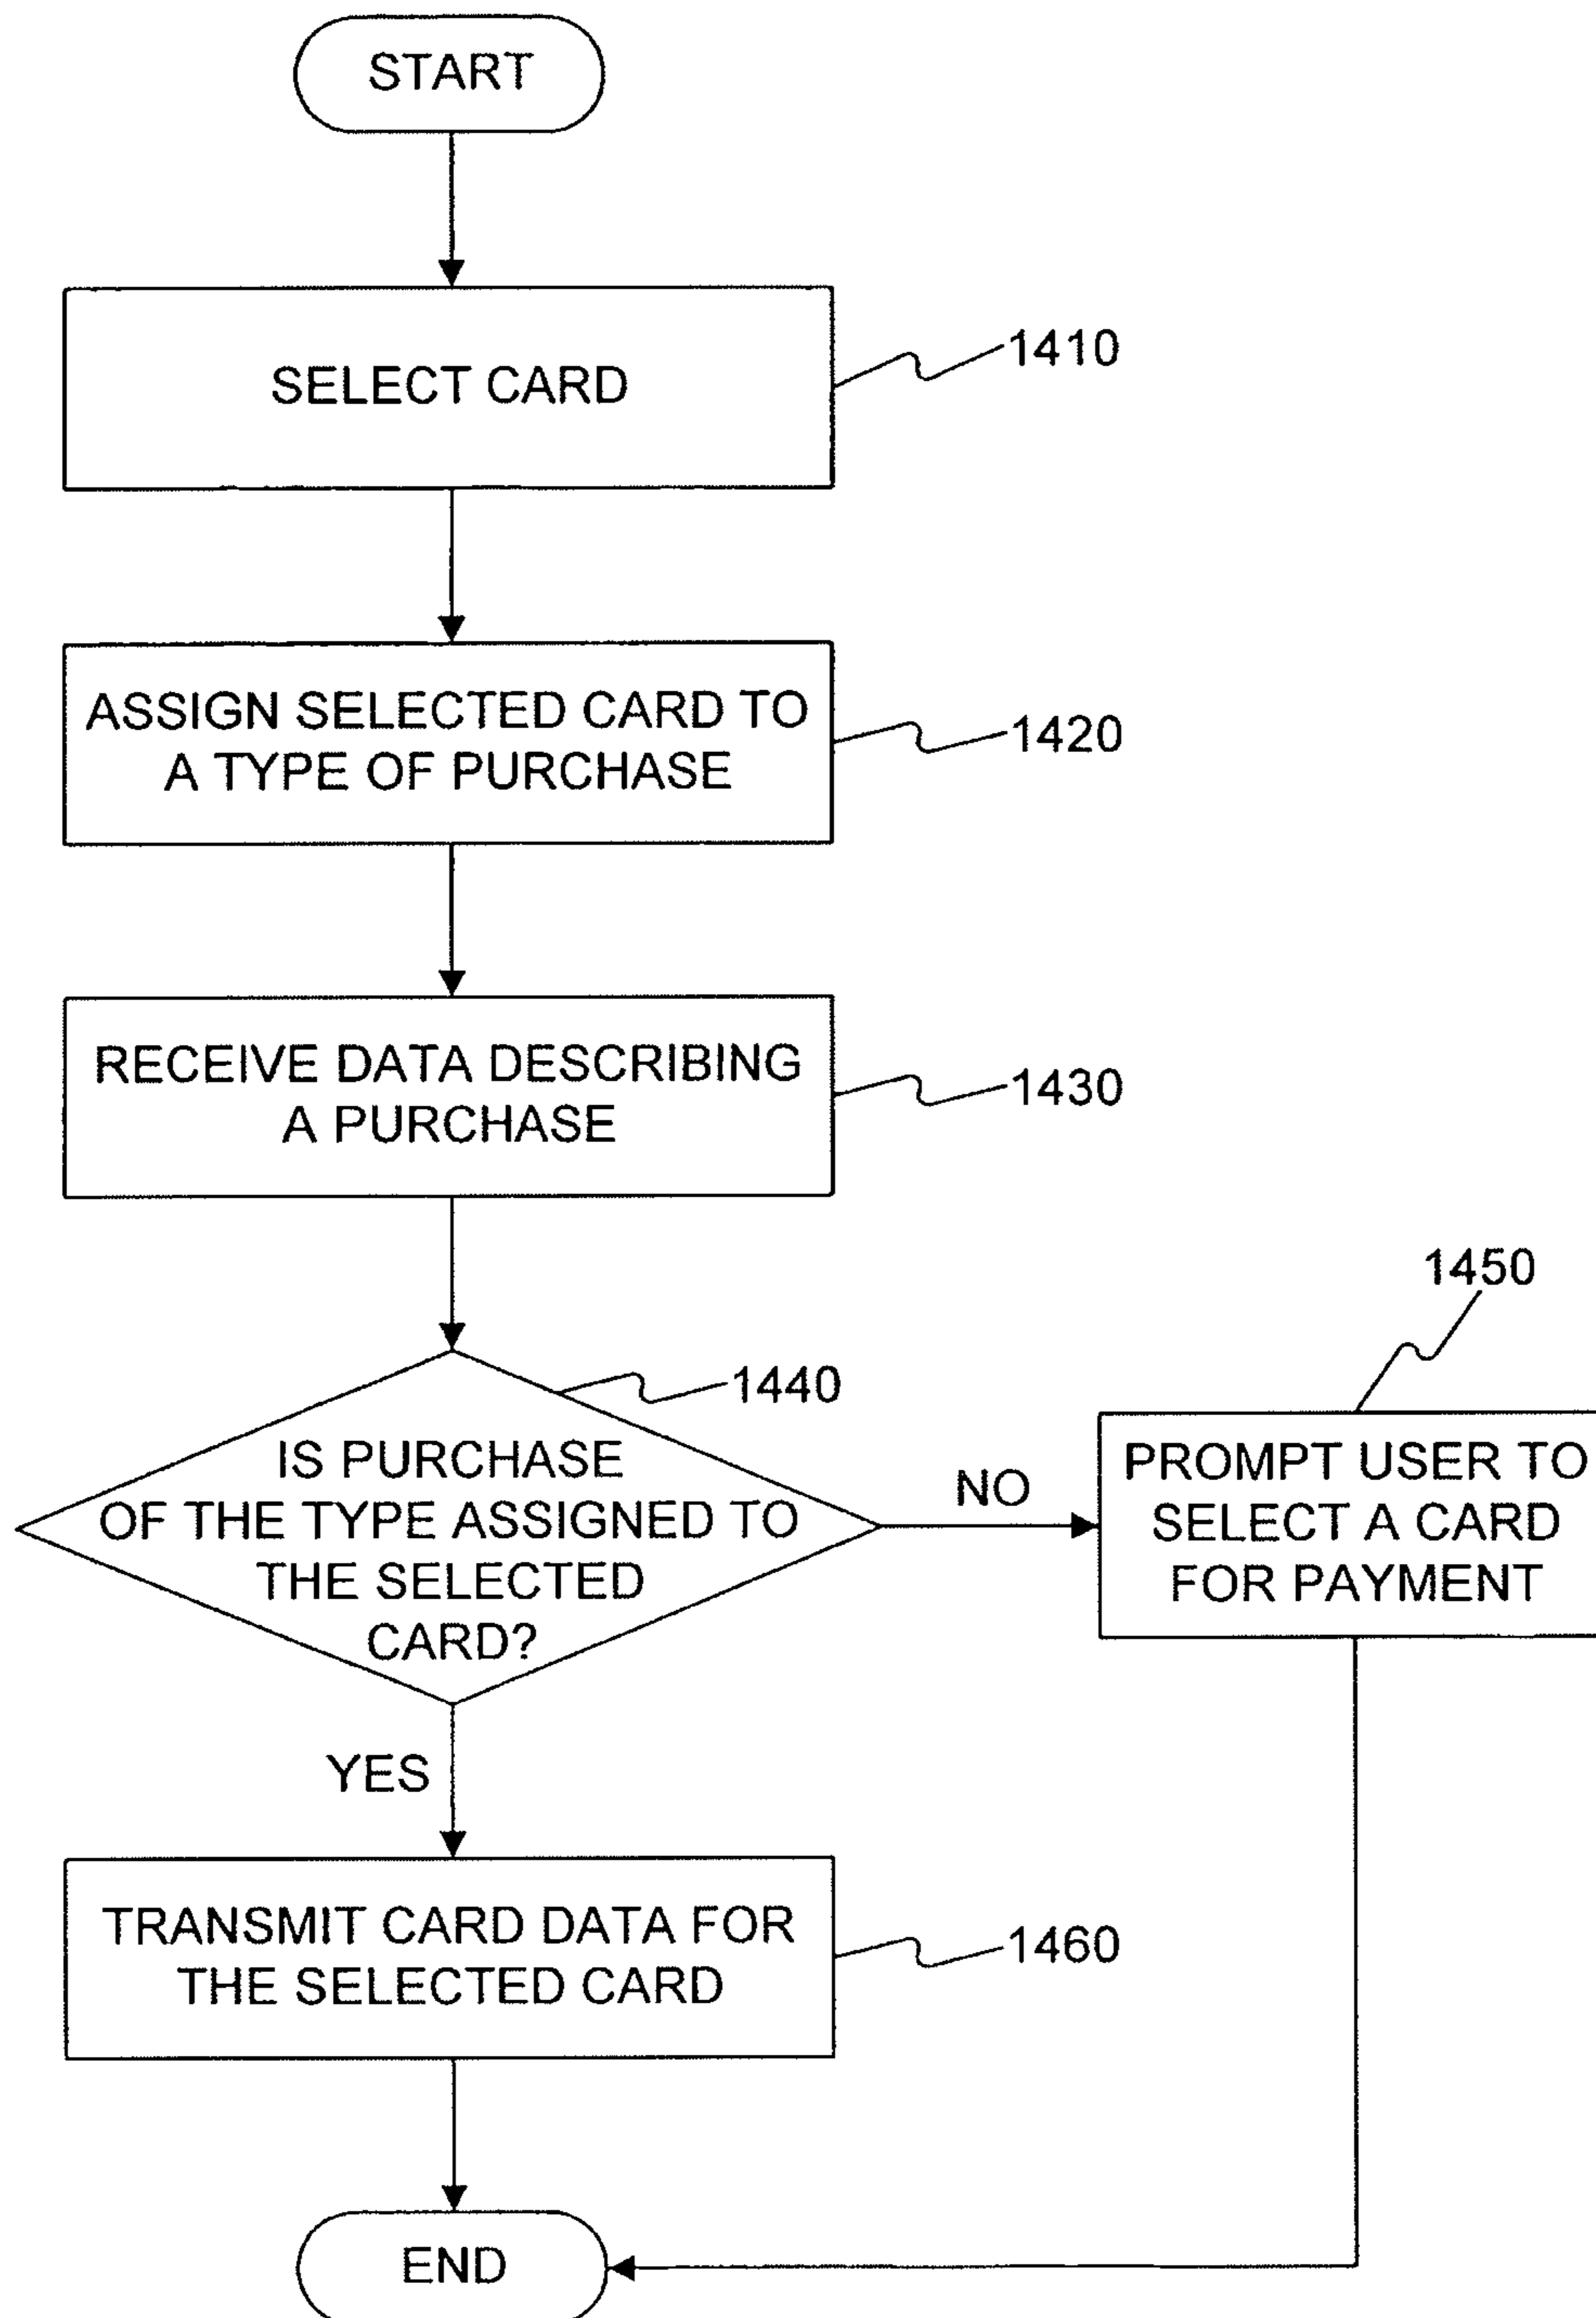 START
SELECT CARD
1410
ASSIGN SELECTED CARD TO
A TYPE OF PURCHASE
1420
RECEIVE DATA DESCRIBING
A PURCHASE
1430
1440
IS PURCHASE
OF THE TYPE ASSIGNED TO
THE SELECTED
CARD?
NO
1450
PROMPT USER TO
SELECT A CARD
FOR PAYMENT
YES
TRANSMIT CARD DATA FOR
THE SELECTED CARD
1460
END